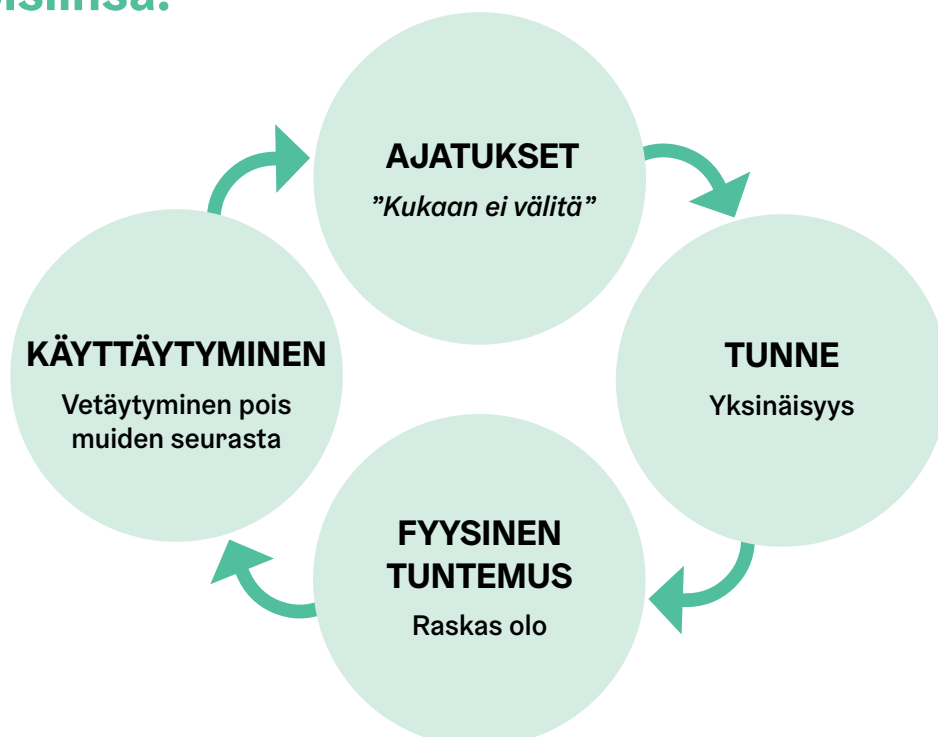 AJATUKSET
”Kukaan ei välitä”
TUNNE
Yksinäisyys
FYYSINEN
TUNTEMUS
Raskas olo
KÄYTTÄYTYMINEN
Vetäytyminen pois
muiden seurasta